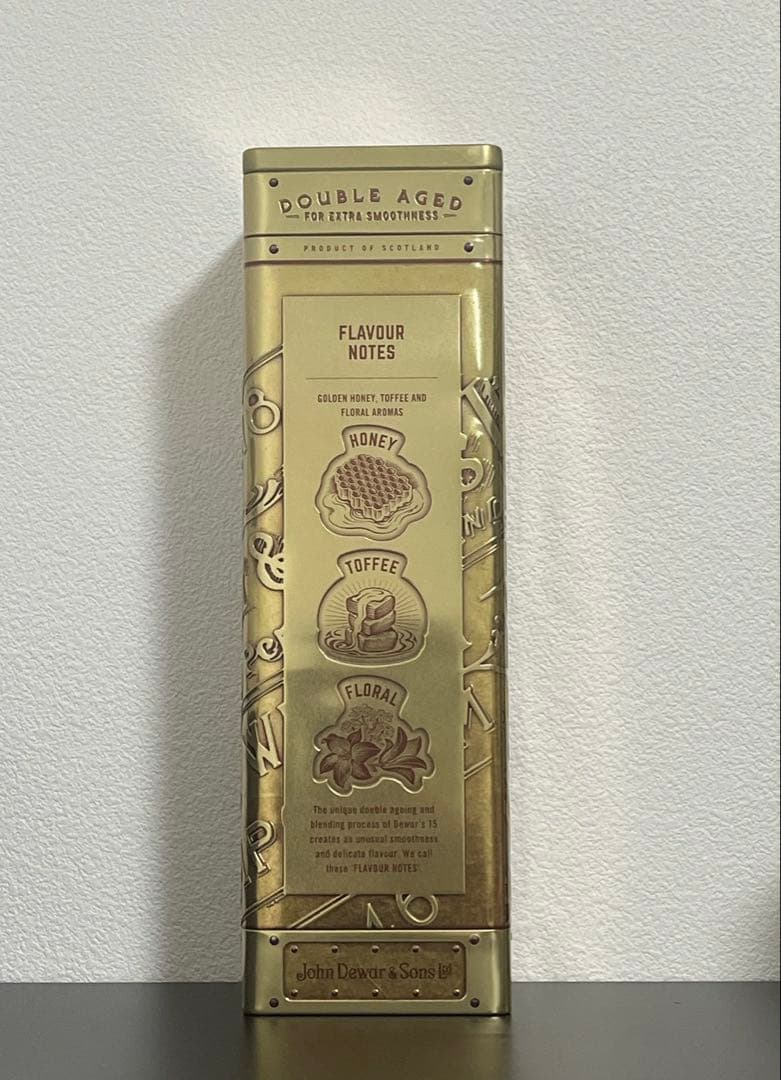 DOUBLE AGED
FOR EXTRA SMOOTHNESS
PRODUCT OF SCOTLAND
FLAVOUR
NOTES
GOLDEN HONEY, TOFFEE AND
FLORAL AROMAS
HONEY
TOFFEE
FLORAL
The unique double ageing and
blending process of Dewar's 15
creates an unusual smoothness
and delicate flavour. We call
these 'FLAVOUR NOTES'.
John Dewar & Sons Ltd